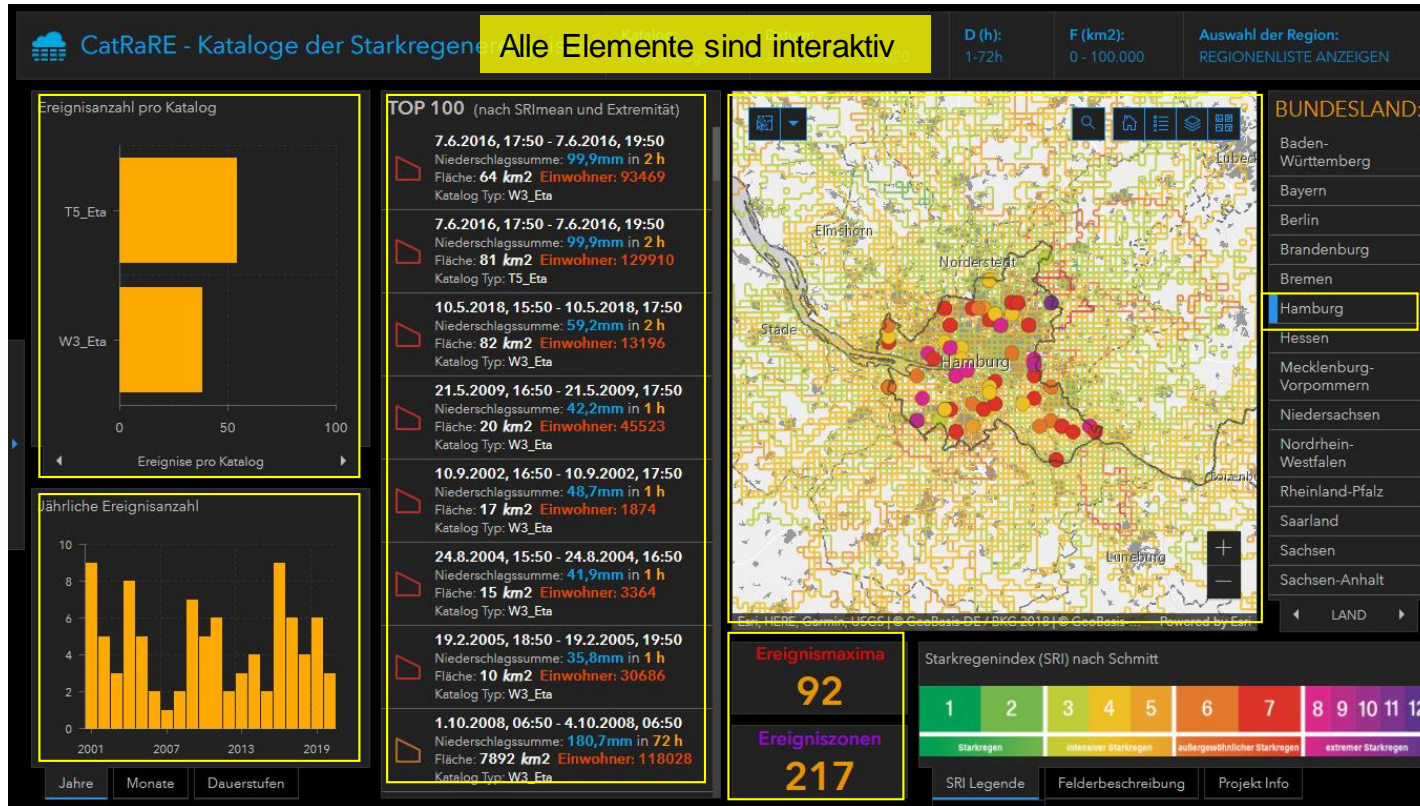 CatRaRE - Kataloge der Starkregener
Alle Elemente sind interaktiv
D (h):
1-72h
F (km2):
0 - 100.000
Auswahl der Region:
REGIONENLISTE ANZEIGEN
Ereignisanzahl pro Katalog
T5_Eta
W3_Eta
0 50 100
Ereignise pro Katalog
Jährliche Ereignisanzahl
10
8
6
4
2
0
2001 2007 2013 2019
Jahre Monate Dauerstufen
TOP 100 (nach SRImean und Extremität)
7.6.2016, 17:50 - 7.6.2016, 19:50
Niederschlagssumme: 99,9mm in 2 h
Fläche: 64 km2 Einwohner: 93469
Katalog Typ: W3_Eta
7.6.2016, 17:50 - 7.6.2016, 19:50
Niederschlagssumme: 99,9mm in 2 h
Fläche: 81 km2 Einwohner: 129910
Katalog Typ: T5_Eta
10.5.2018, 15:50 - 10.5.2018, 17:50
Niederschlagssumme: 59,2mm in 2 h
Fläche: 82 km2 Einwohner: 13196
Katalog Typ: W3_Eta
21.5.2009, 16:50 - 21.5.2009, 17:50
Niederschlagssumme: 42,2mm in 1 h
Fläche: 20 km2 Einwohner: 45523
Katalog Typ: W3_Eta
10.9.2002, 16:50 - 10.9.2002, 17:50
Niederschlagssumme: 48,7mm in 1 h
Fläche: 17 km2 Einwohner: 1874
Katalog Typ: W3_Eta
24.8.2004, 15:50 - 24.8.2004, 16:50
Niederschlagssumme: 41,9mm in 1 h
Fläche: 15 km2 Einwohner: 3364
Katalog Typ: W3_Eta
19.2.2005, 18:50 - 19.2.2005, 19:50
Niederschlagssumme: 35,8mm in 1 h
Fläche: 10 km2 Einwohner: 30686
Katalog Typ: W3_Eta
1.10.2008, 06:50 - 4.10.2008, 06:50
Niederschlagssumme: 180,7mm in 72 h
Fläche: 7892 km2 Einwohner: 118028
Katalog Typ: W3_Eta
Lübec
Elmshorn
Norderstedt
Stade
Hamburg
Boizenb
Lüneburg
Esri, HERE, Garmin, USGS | © GeoBasis-DE / BKG 2018 | © GeoBasis-... Powered by Esri
Ereignismaxima
92
Ereigniszonen
217
BUNDESLAND:
Baden-
Württemberg
Bayern
Berlin
Brandenburg
Bremen
Hamburg
Hessen
Mecklenburg-
Vorpommern
Niedersachsen
Nordrhein-
Westfalen
Rheinland-Pfalz
Saarland
Sachsen
Sachsen-Anhalt
LAND
Starkregenindex (SRI) nach Schmitt
1 2 3 4 5 6 7 8 9 10 11 12
Starkregen intensiver Starkregen außergewöhnlicher Starkregen extremer Starkregen
SRI Legende Felderbeschreibung Projekt Info